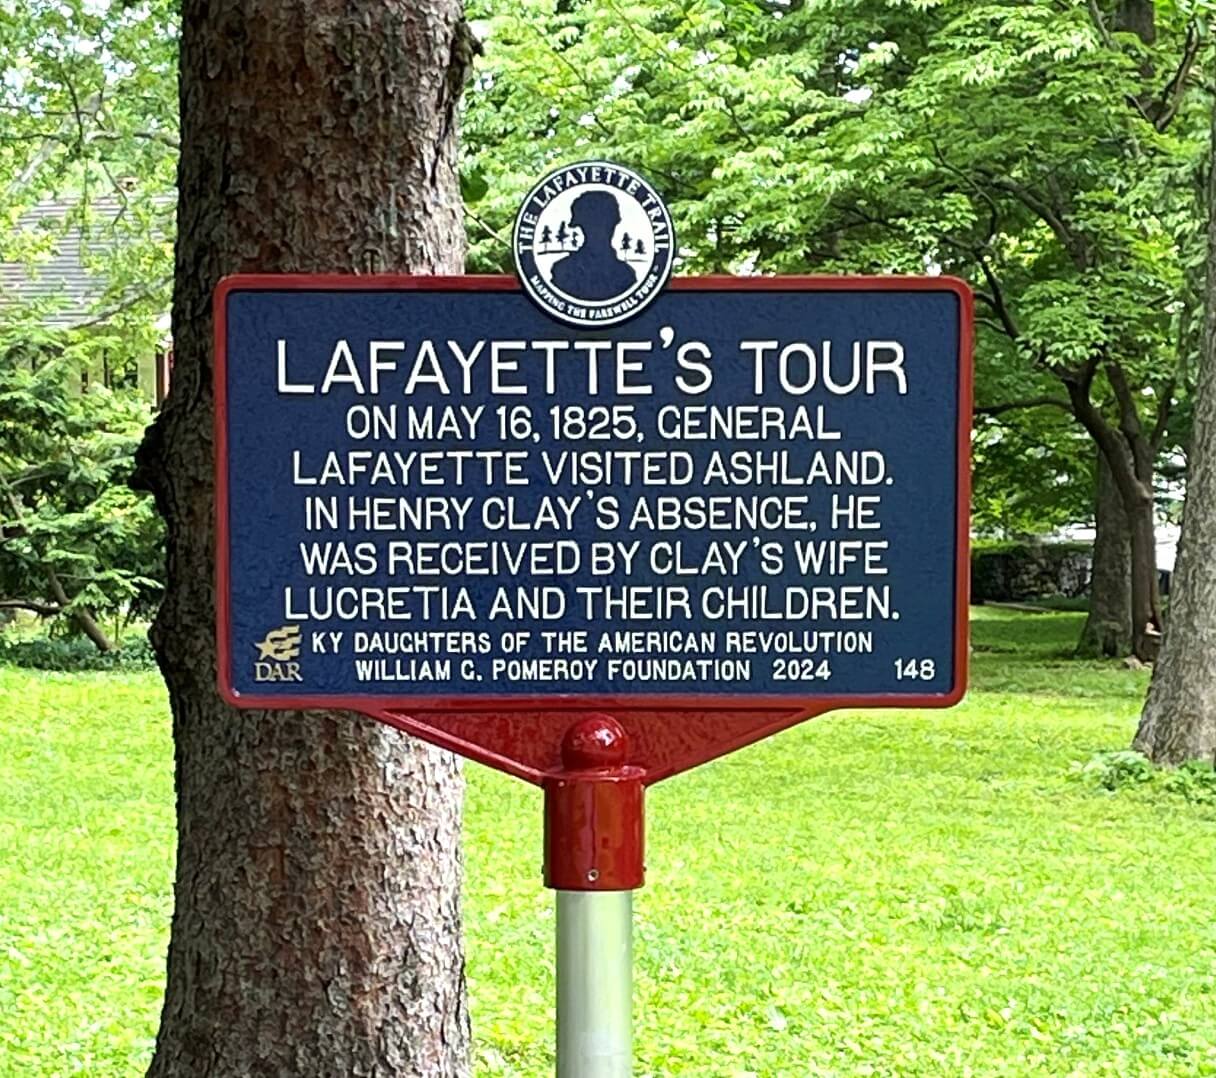 THE LAFAYETTE TRAIL
MAPPING THE FAREWELL TOUR
LAFAYETTE'S TOUR
ON MAY 16, 1825, GENERAL
LAFAYETTE VISITED ASHLAND.
IN HENRY CLAY'S ABSENCE, HE
WAS RECEIVED BY CLAY'S WIFE
LUCRETIA AND THEIR CHILDREN.
KY DAUGHTERS OF THE AMERICAN REVOLUTION
DAR
WILLIAM G. POMEROY FOUNDATION 2024 148